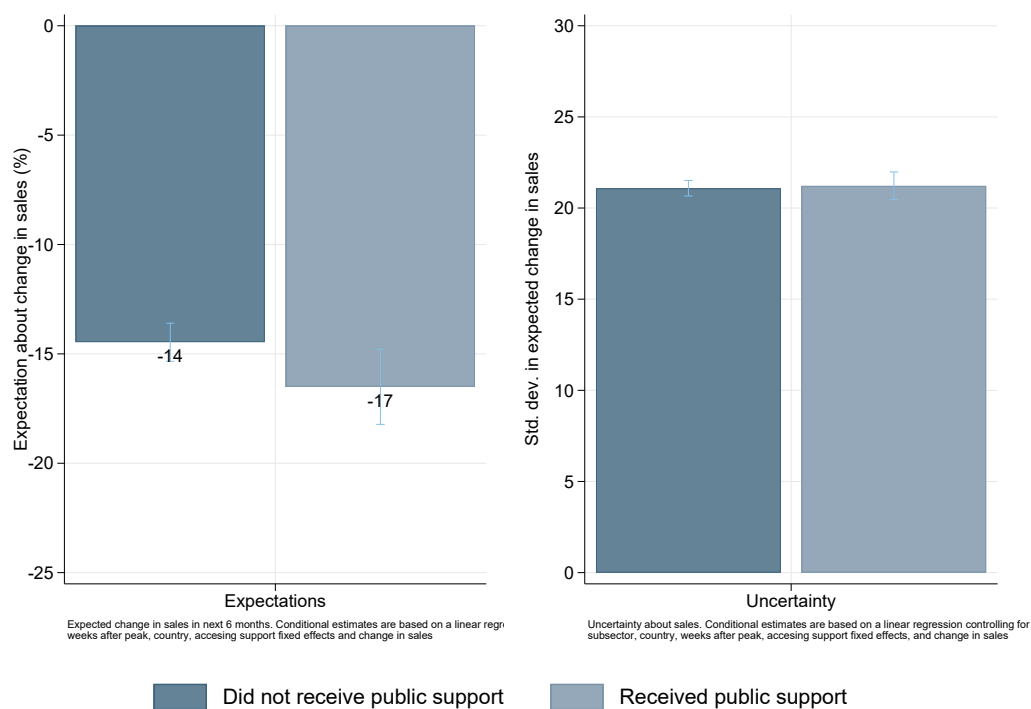 Expectation about change in sales (%)
0
-5
-10
-15
-20
-25
-14
-17
Expectations
Expected change in sales in next 6 months. Conditional estimates are based on a linear regre
weeks after peak, country, accesing support fixed effects and change in sales
Std. dev. in expected change in sales
30
25
20
15
10
5
0
Uncertainty
Uncertainty about sales. Conditional estimates are based on a linear regression controlling for
subsector, country, weeks after peak, accesing support fixed effects, and change in sales
Did not receive public support
Received public support